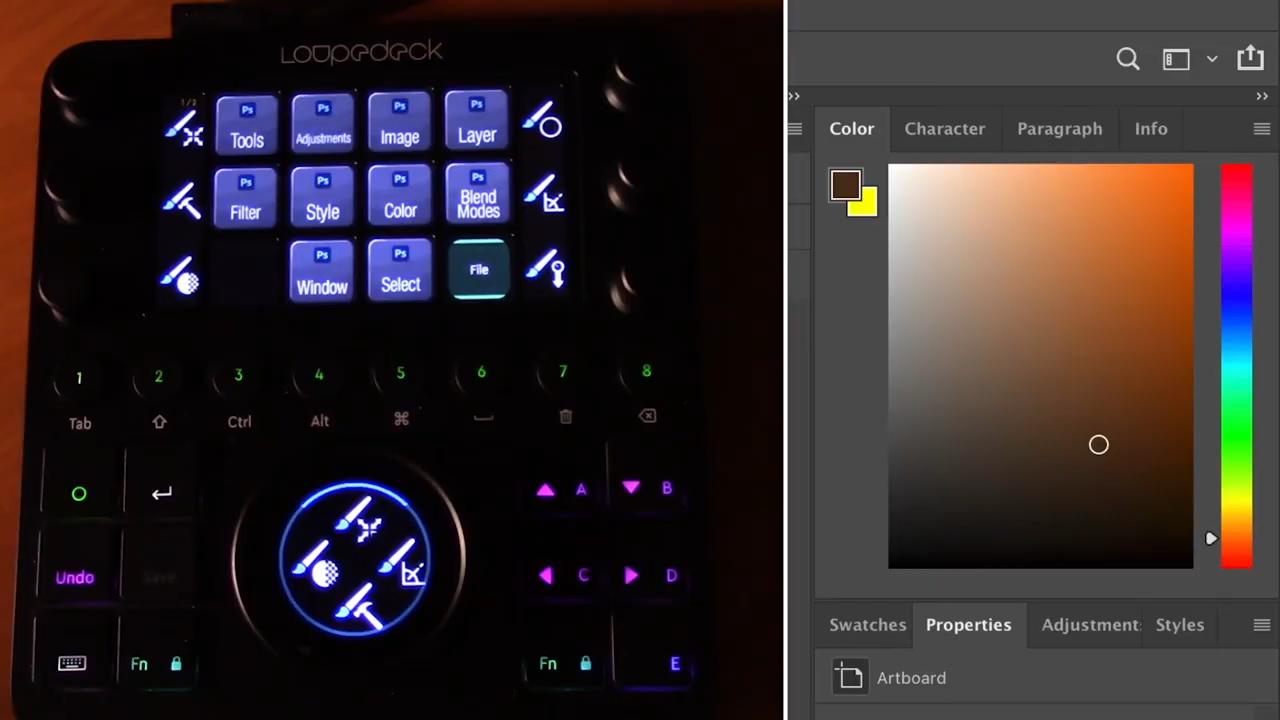 Loupedeck
1/2
Ps Ps Ps Ps
Tools Adjustments Image Layer
Ps Ps Ps Ps
Filter Style Color Blend Modes
Ps Ps
Window Select File
1 2 3 4 5 6 7 8
Tab Ctrl Alt ⌘
A B
Undo Save C D
Fn Fn E
Color Character Paragraph Info
Swatches Properties Adjustment Styles
Artboard